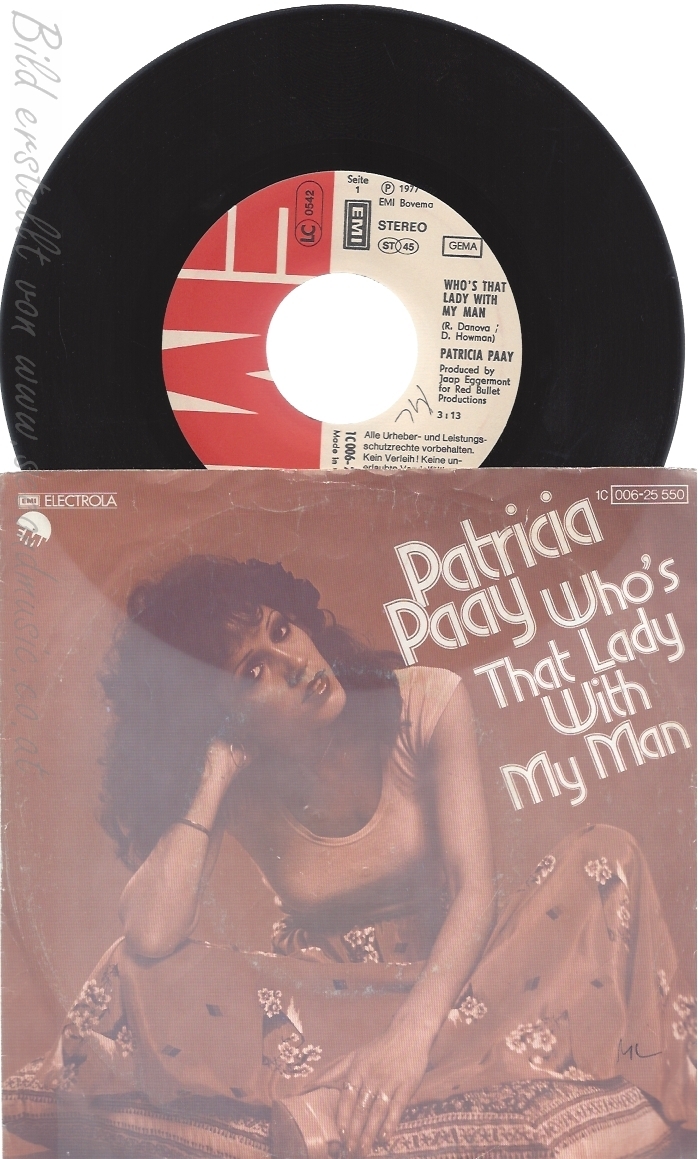 Bild erstellt von www.
LC 0542
Seite
1
Ⓟ 1977
EMI Bovema
EMI
STEREO
ST 45
GEMA
WHO'S THAT
LADY WITH
MY MAN
(R. Danova ;
D. Howman)
PATRICIA PAAY
Produced by
Jaap Eggermont
for Red Bullet
Productions
3:13
ML
1C 006-
Made in
Alle Urheber- und Leistungs-
schutzrechte vorbehalten.
Kein Verleih! Keine un-
EMI ELECTROLA
EMI
1C 006-25 550
Patricia
Paay Who's
That Lady
With
My Man
ML